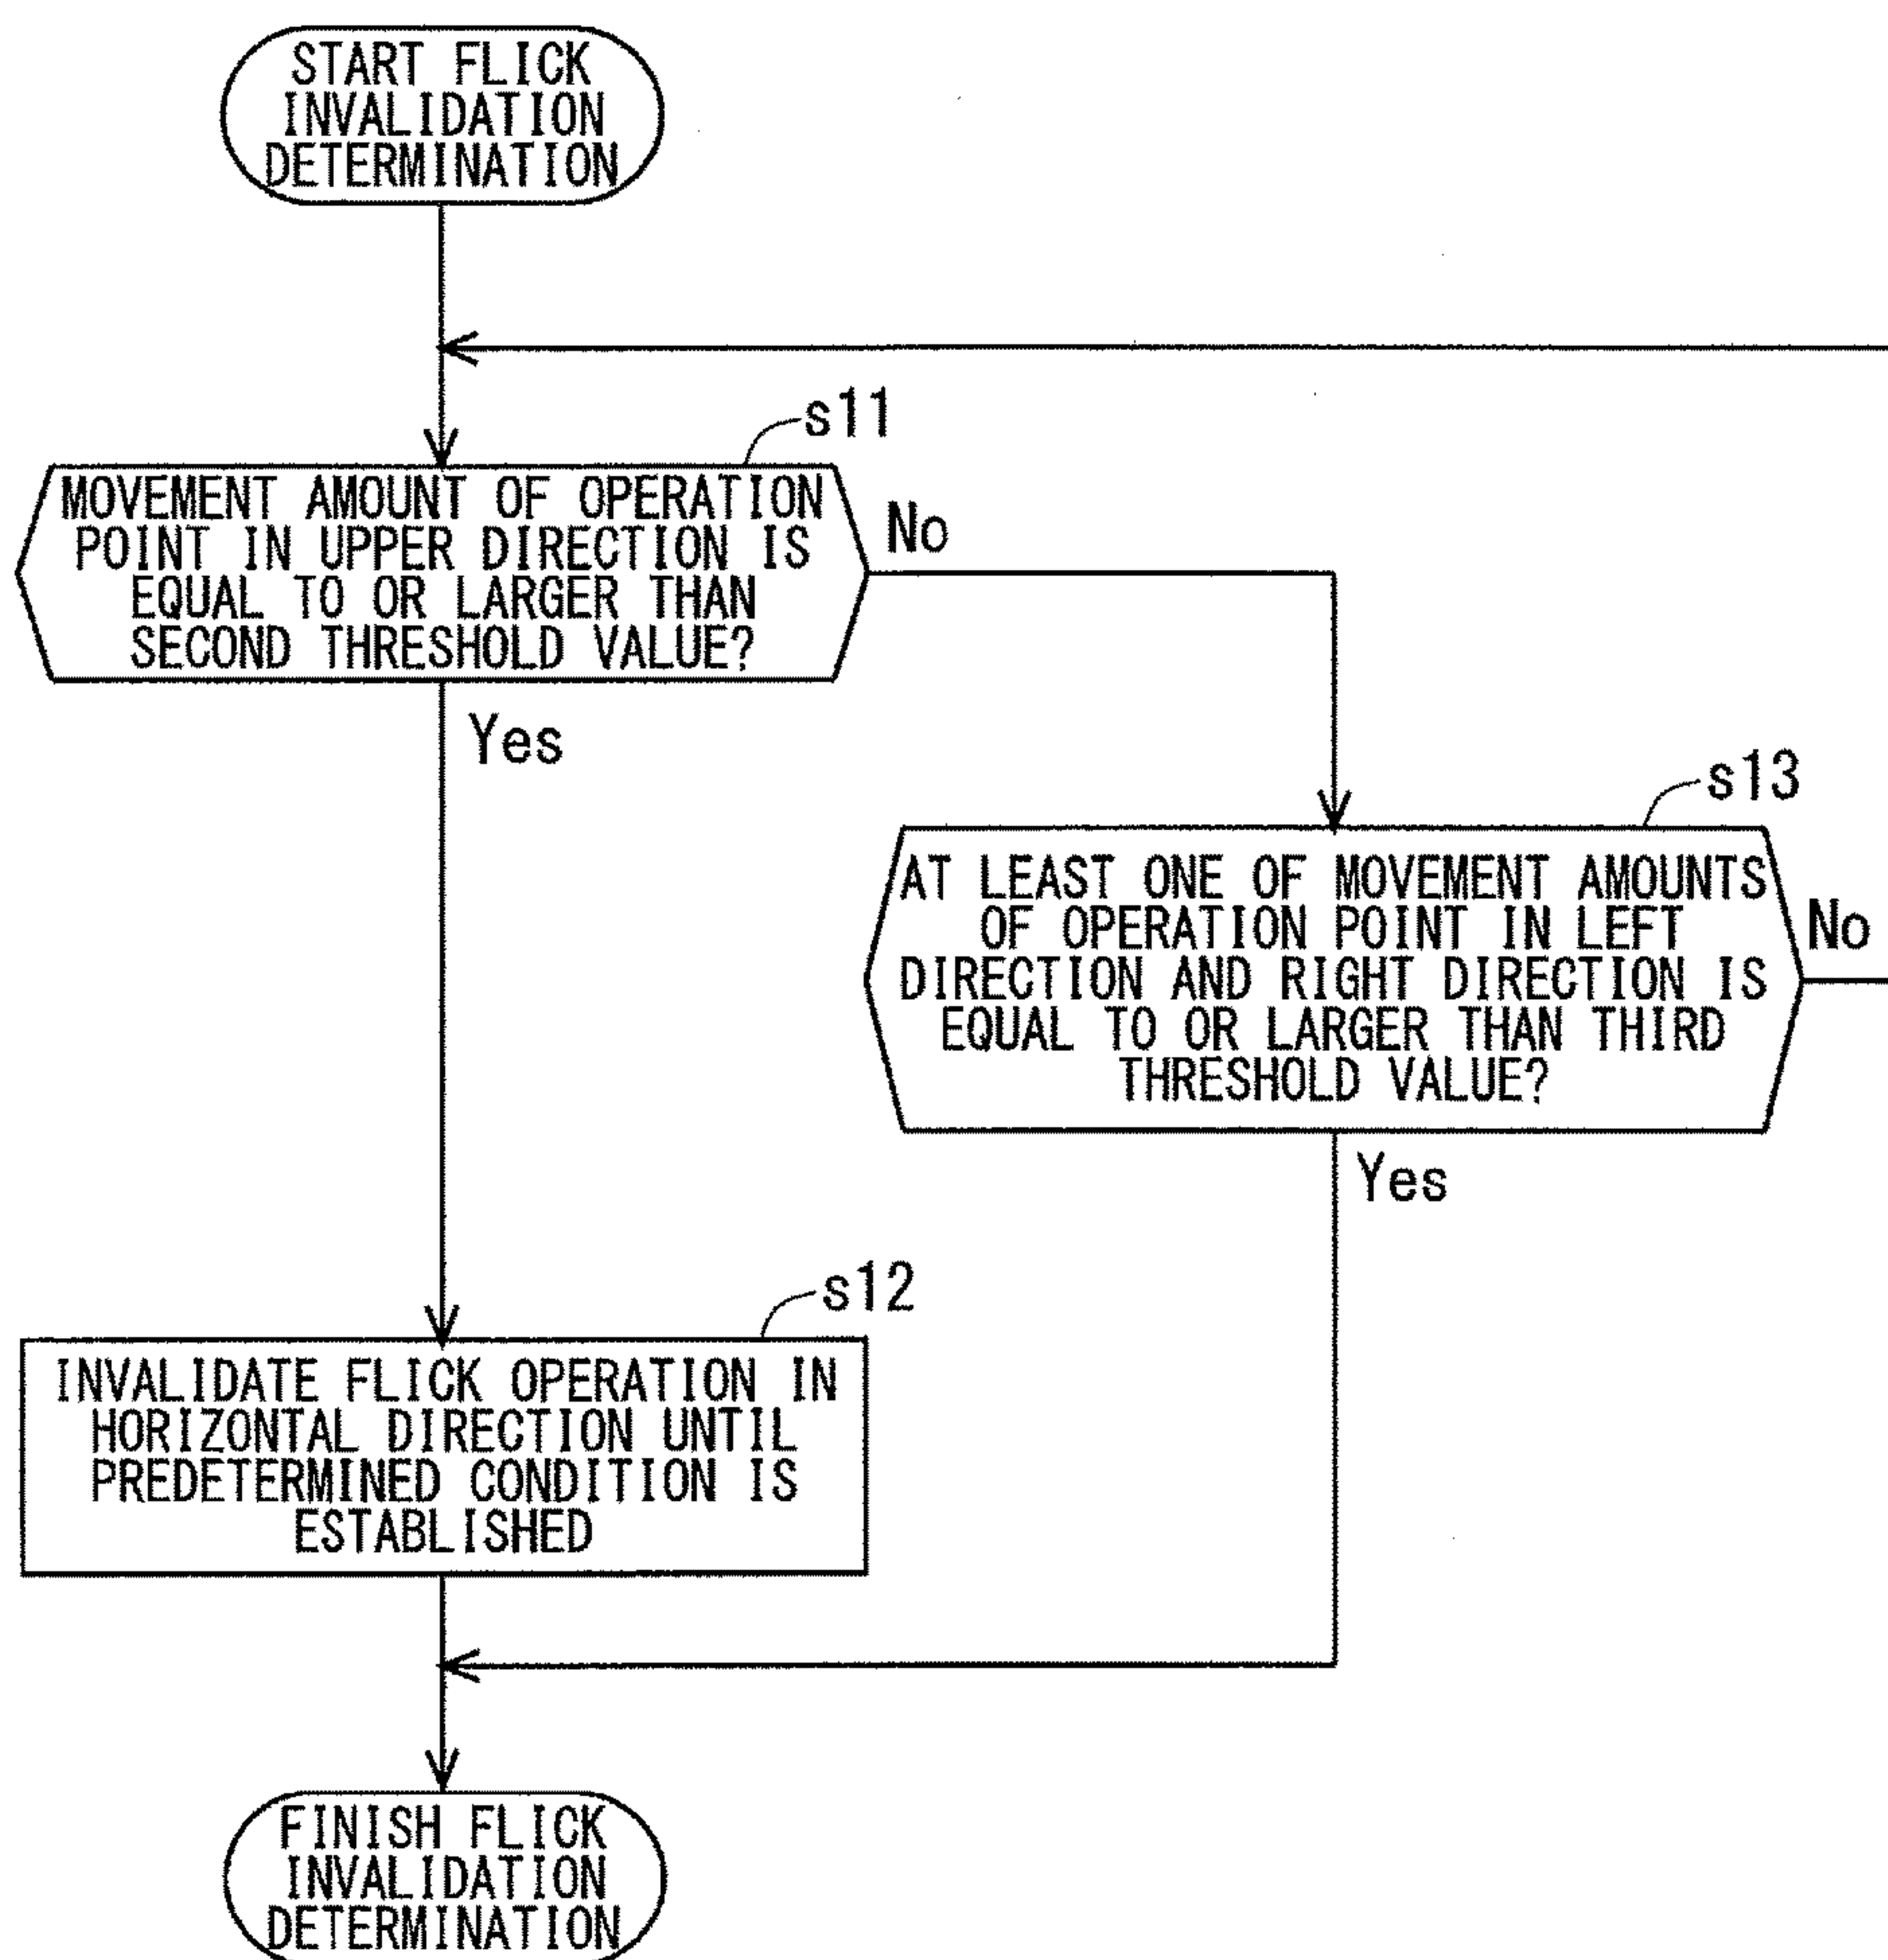 START FLICK
INVALIDATION
DETERMINATION
s11
MOVEMENT AMOUNT OF OPERATION
POINT IN UPPER DIRECTION IS
EQUAL TO OR LARGER THAN
SECOND THRESHOLD VALUE?
No
Yes
s13
AT LEAST ONE OF MOVEMENT AMOUNTS
OF OPERATION POINT IN LEFT
DIRECTION AND RIGHT DIRECTION IS
EQUAL TO OR LARGER THAN THIRD
THRESHOLD VALUE?
No
Yes
s12
INVALIDATE FLICK OPERATION IN
HORIZONTAL DIRECTION UNTIL
PREDETERMINED CONDITION IS
ESTABLISHED
FINISH FLICK
INVALIDATION
DETERMINATION